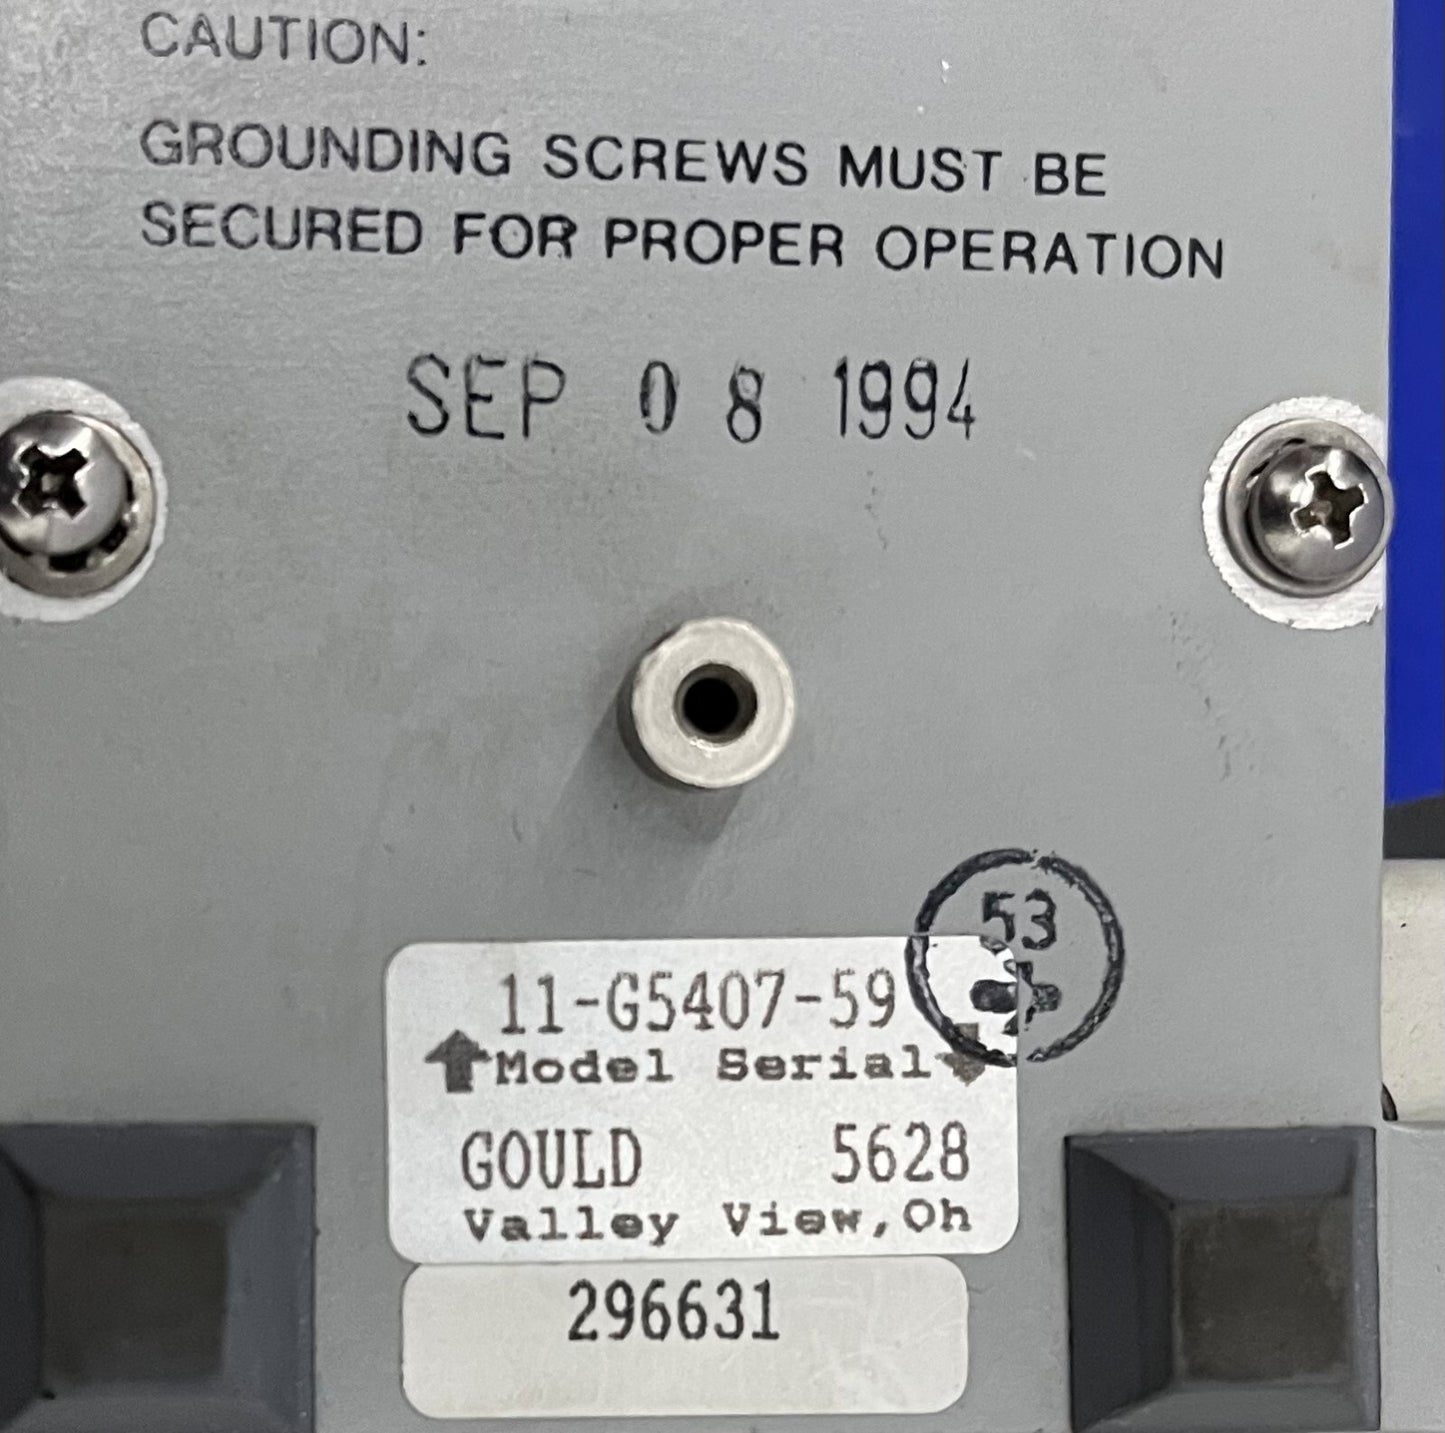 CAUTION:
GROUNDING SCREWS MUST BE
SECURED FOR PROPER OPERATION
SEP 08 1994
53
11-G5407-59
Model Serial
GOULD 5628
Valley View,Oh
296631